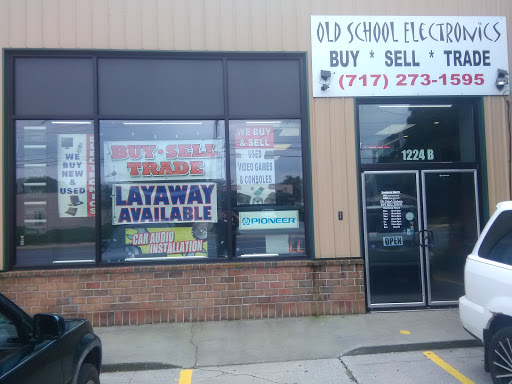 OLD SCHOOL ELECTRONICS
BUY * SELL * TRADE
(717) 273-1595
1224 B
OPEN
WE
BUY
NEW &
USED
ELECTRONICS
BUY-SELL
TRADE
LAYAWAY
AVAILABLE
CAR AUDIO
INSTALLATION
WE BUY
& SELL
USED
VIDEO GAMES
& CONSOLES
PIONEER